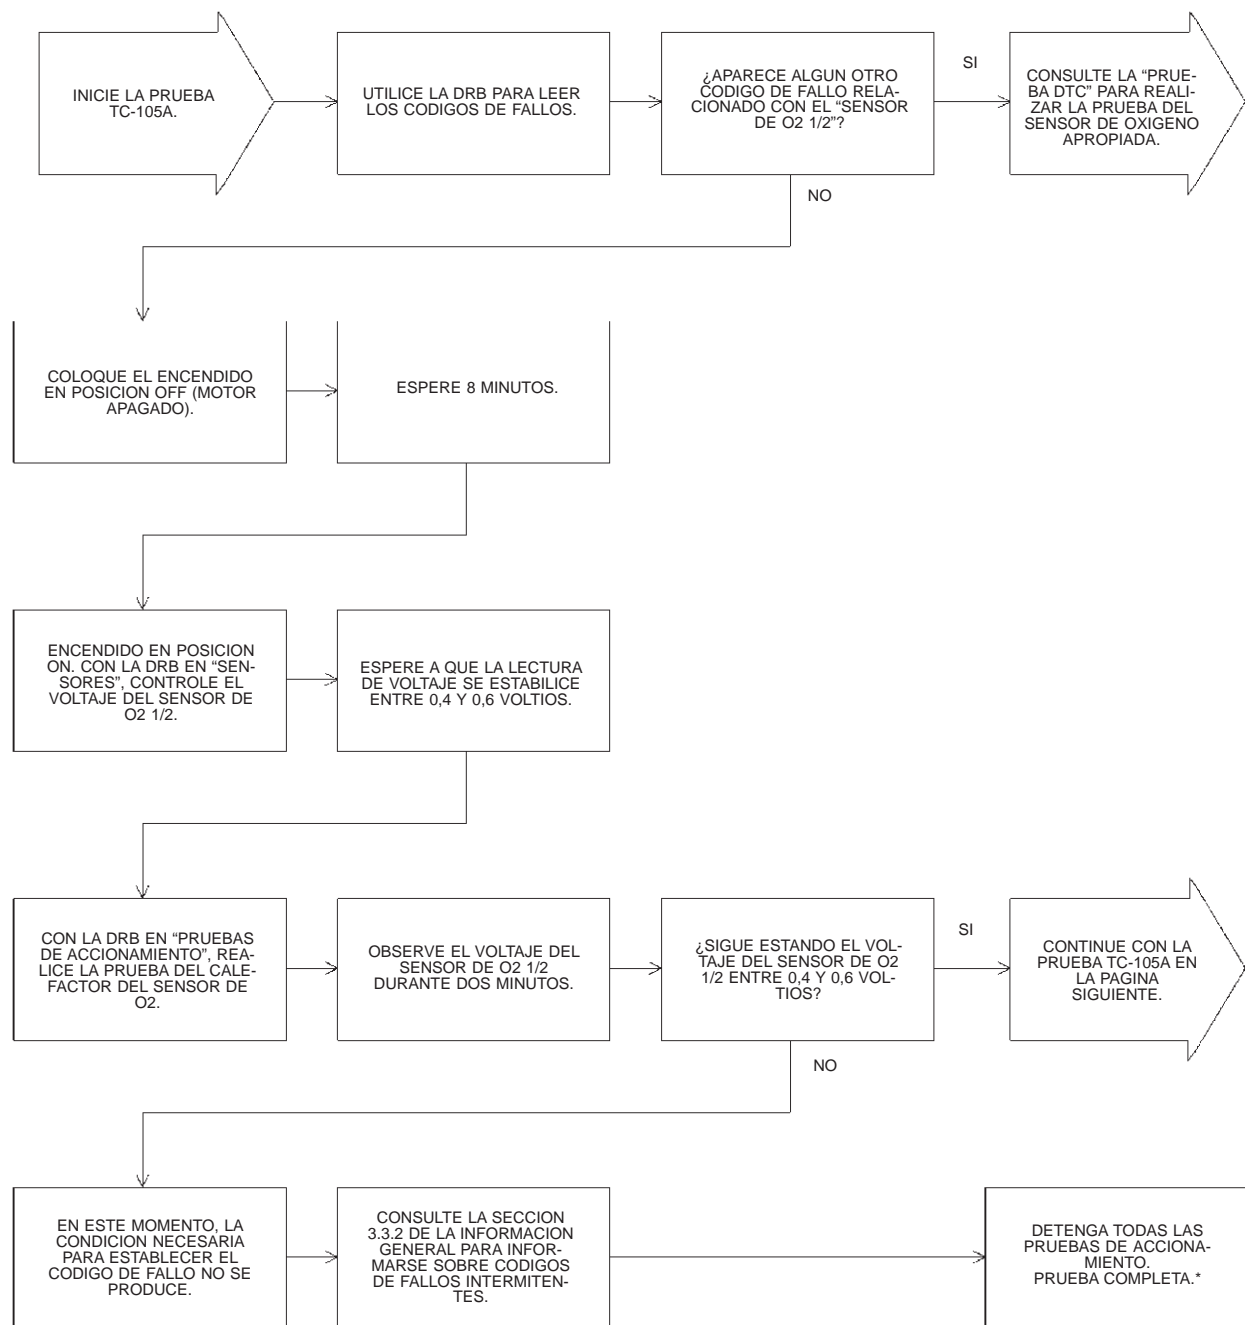 INICIE LA PRUEBA
TC-105A.
UTILICE LA DRB PARA LEER
LOS CODIGOS DE FALLOS.
¿APARECE ALGUN OTRO
CODIGO DE FALLO RELA-
CIONADO CON EL “SENSOR
DE O2 1/2”?
SI
CONSULTE LA “PRUE-
BA DTC” PARA REALI-
ZAR LA PRUEBA DEL
SENSOR DE OXIGENO
APROPIADA.
NO
COLOQUE EL ENCENDIDO
EN POSICION OFF (MOTOR
APAGADO).
ESPERE 8 MINUTOS.
ENCENDIDO EN POSICION
ON. CON LA DRB EN “SEN-
SORES”, CONTROLE EL
VOLTAJE DEL SENSOR DE
O2 1/2.
ESPERE A QUE LA LECTURA
DE VOLTAJE SE ESTABILICE
ENTRE 0,4 Y 0,6 VOLTIOS.
CON LA DRB EN “PRUEBAS
DE ACCIONAMIENTO”, REA-
LICE LA PRUEBA DEL CALE-
FACTOR DEL SENSOR DE
O2.
OBSERVE EL VOLTAJE DEL
SENSOR DE O2 1/2
DURANTE DOS MINUTOS.
¿SIGUE ESTANDO EL VOL-
TAJE DEL SENSOR DE O2
1/2 ENTRE 0,4 Y 0,6 VOL-
TIOS?
SI
CONTINUE CON LA
PRUEBA TC-105A EN
LA PAGINA
SIGUIENTE.
NO
EN ESTE MOMENTO, LA
CONDICION NECESARIA
PARA ESTABLECER EL
CODIGO DE FALLO NO SE
PRODUCE.
CONSULTE LA SECCION
3.3.2 DE LA INFORMACION
GENERAL PARA INFOR-
MARSE SOBRE CODIGOS
DE FALLOS INTERMITEN-
TES.
DETENGA TODAS LAS
PRUEBAS DE ACCIONA-
MIENTO.
PRUEBA COMPLETA.*